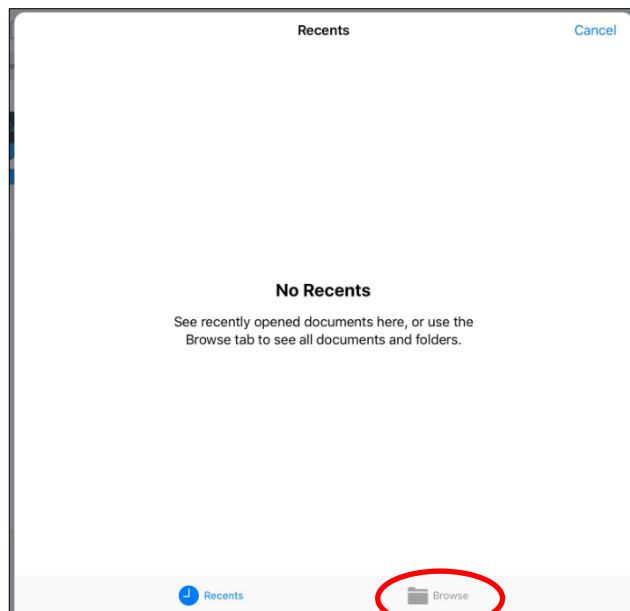 Recents
Cancel
No Recents
See recently opened documents here, or use the
Browse tab to see all documents and folders.
Recents
Browse